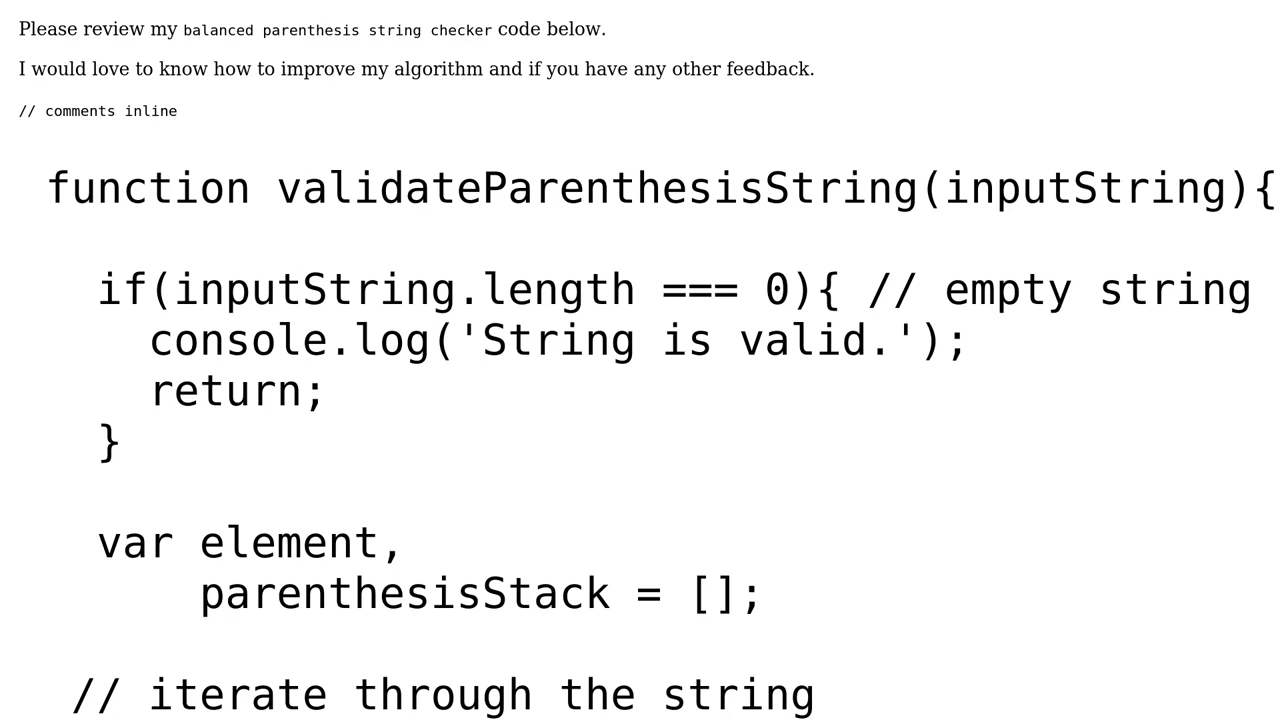 Please review my balanced parenthesis string checker code below.
I would love to know how to improve my algorithm and if you have any other feedback.
// comments inline
function validateParenthesisString(inputString){
if(inputString.length === 0){ // empty string
console.log('String is valid.');
return;
}
var element,
parenthesisStack = [];
// iterate through the string